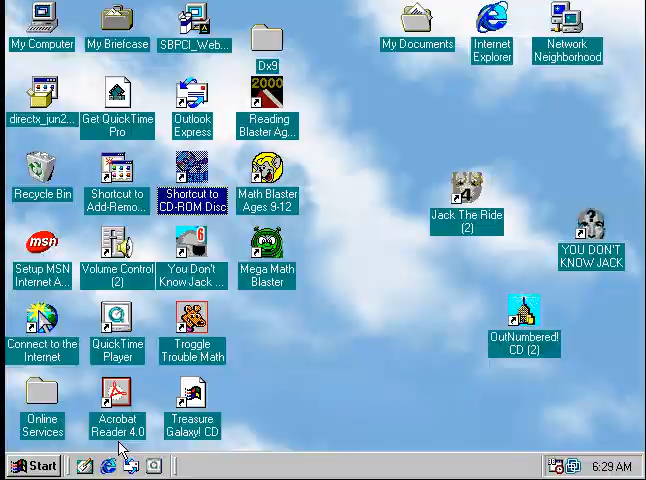 My Computer
My Briefcase
SBPCI_Web...
Dx9
My Documents
Internet
Explorer
Network
Neighborhood
directx_jun2...
Get QuickTime
Pro
Outlook
Express
2000
Reading
Blaster Ag...
Recycle Bin
Shortcut to
Add-Remo...
Shortcut to
CD-ROM Disc
Math Blaster
Ages 9-12
4
Jack The Ride
(2)
?
YOU DON'T
KNOW JACK
msn
Setup MSN
Internet A...
Volume Control
(2)
6
You Don't
Know Jack ...
Mega Math
Blaster
OutNumbered!
CD (2)
Connect to the
Internet
QuickTime
Player
Troggle
Trouble Math
Online
Services
Acrobat
Reader 4.0
Treasure
Galaxy! CD
Start
6:29 AM